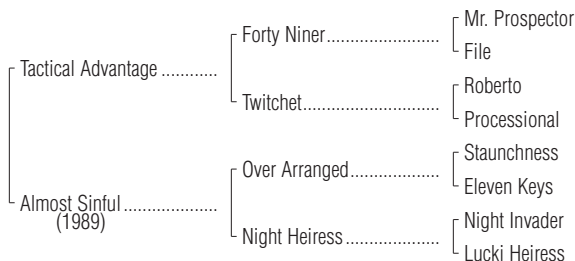 Mr. Prospector
Forty Niner........................
File
Tactical Advantage ............
Roberto
Twitchet.............................
Processional
Staunchness
Over Arranged...................
Eleven Keys
Almost Sinful....................
(1989)
Night Invader
Night Heiress....................
Lucki Heiress